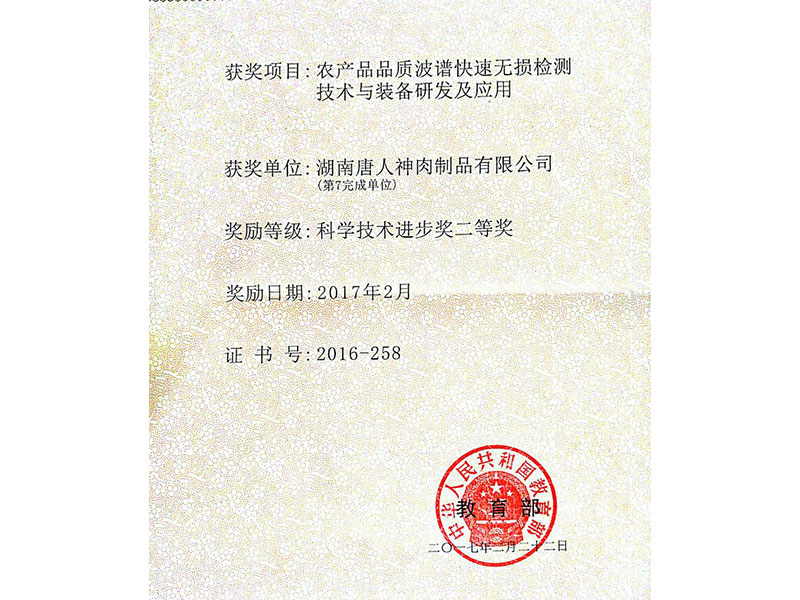 获奖项目:农产品品质波谱快速无损检测
技术与装备研发及应用
获奖单位:湖南唐人神肉制品有限公司
(第7完成单位)
奖励等级:科学技术进步奖二等奖
奖励日期:2017年2月
证 书 号:2016-258
中华人民共和国教育部
教 育 部
二〇一七年二月二十二日